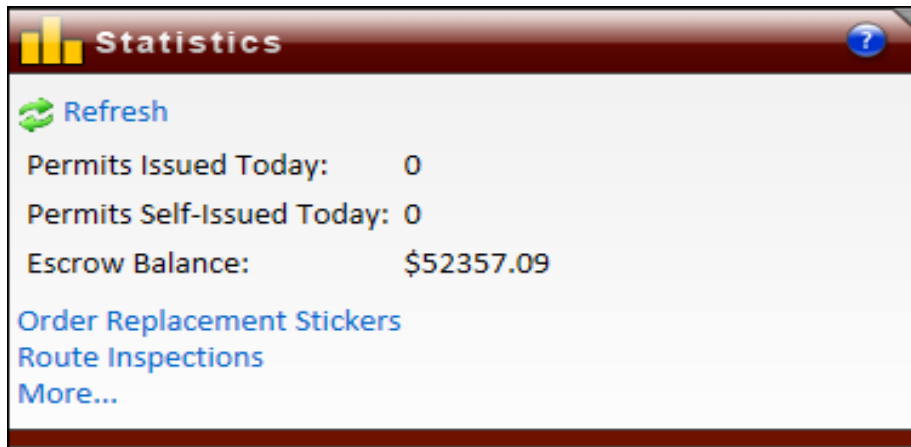 Statistics
?
Refresh
Permits Issued Today: 0
Permits Self-Issued Today: 0
Escrow Balance: $52357.09
Order Replacement Stickers
Route Inspections
More...